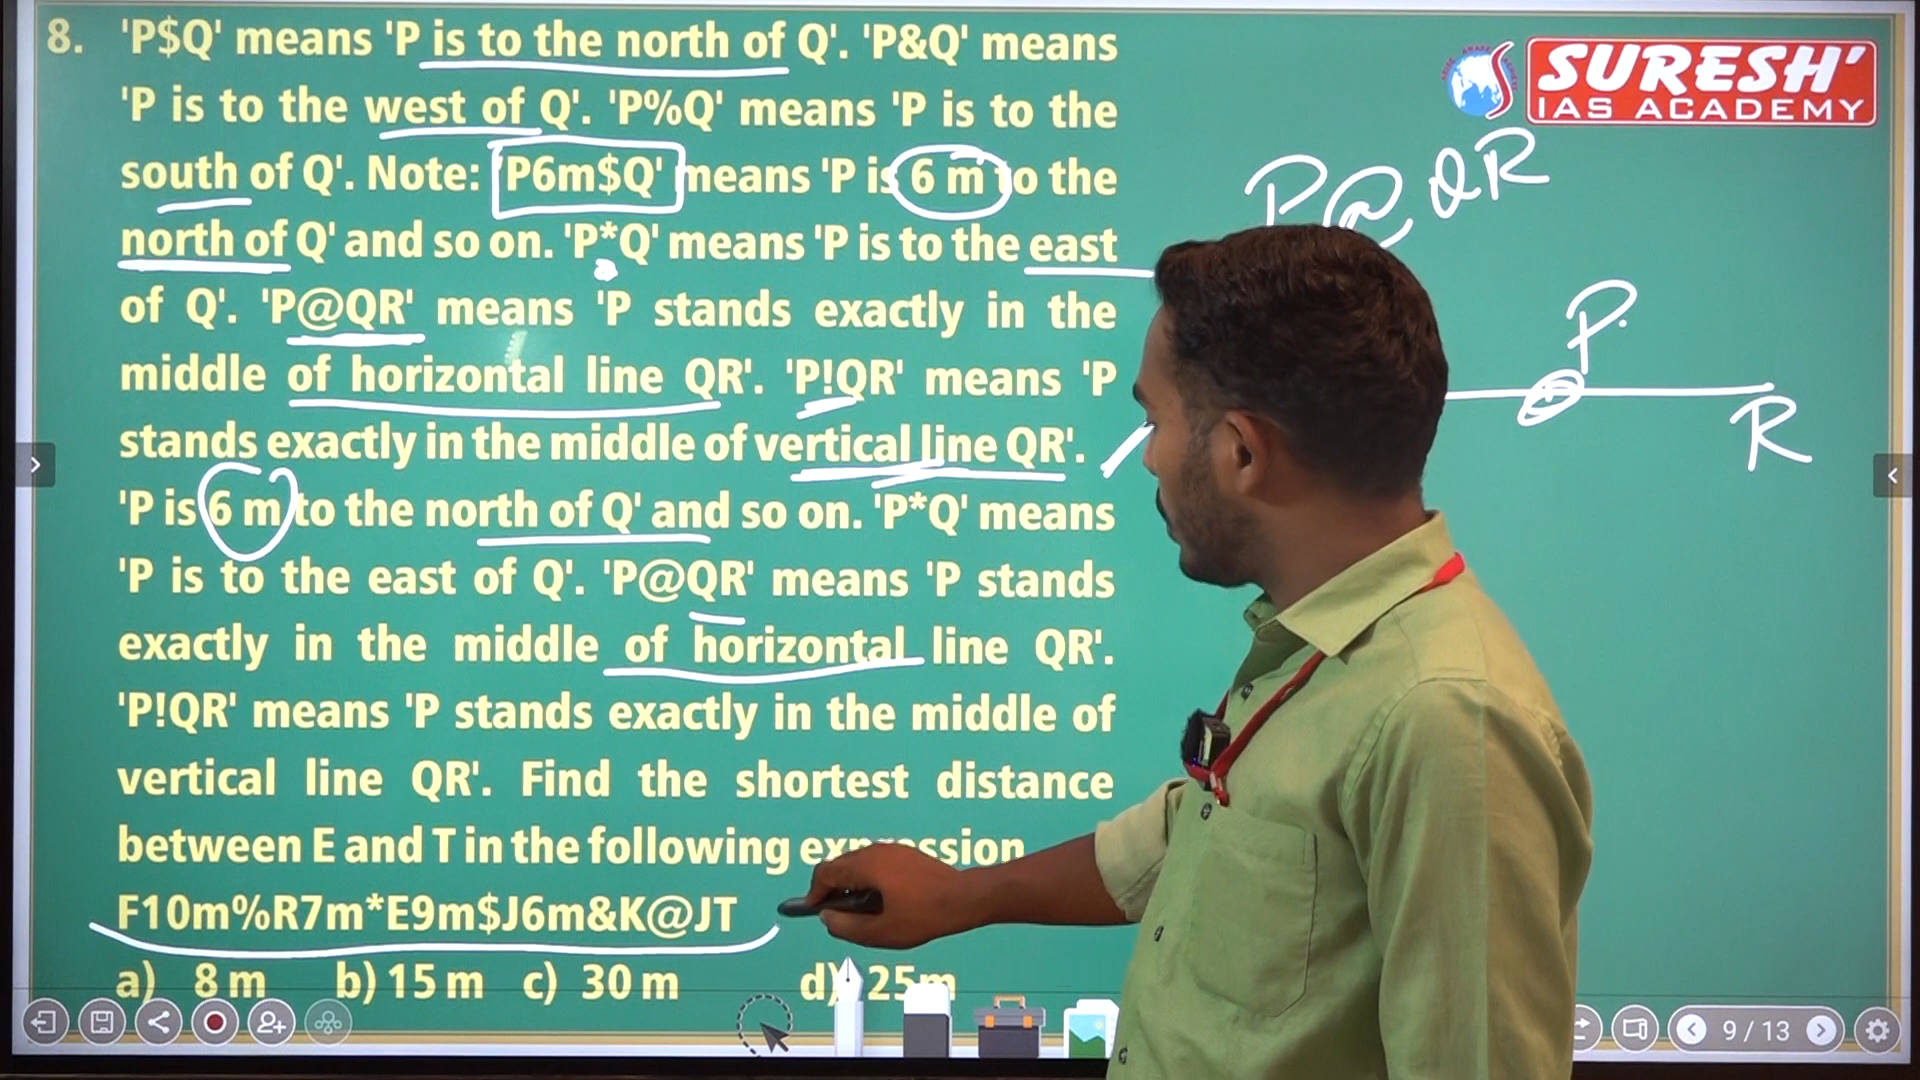 8. 'P$Q' means 'P is to the north of Q'. 'P&Q' means
'P is to the west of Q'. 'P%Q' means 'P is to the
south of Q'. Note: 'P6m$Q' means 'P is 6 m to the
north of Q' and so on. 'P*Q' means 'P is to the east
of Q'. 'P@QR' means 'P stands exactly in the
middle of horizontal line QR'. 'P!QR' means 'P
stands exactly in the middle of vertical line QR'.
'P is 6 m to the north of Q' and so on. 'P*Q' means
'P is to the east of Q'. 'P@QR' means 'P stands
exactly in the middle of horizontal line QR'.
'P!QR' means 'P stands exactly in the middle of
vertical line QR'. Find the shortest distance
between E and T in the following expression
F10m%R7m*E9m$J6m&K@JT
a) 8 m b) 15 m c) 30 m d) 25m
SURESH'
IAS ACADEMY
P@QR
P
R
9 / 13